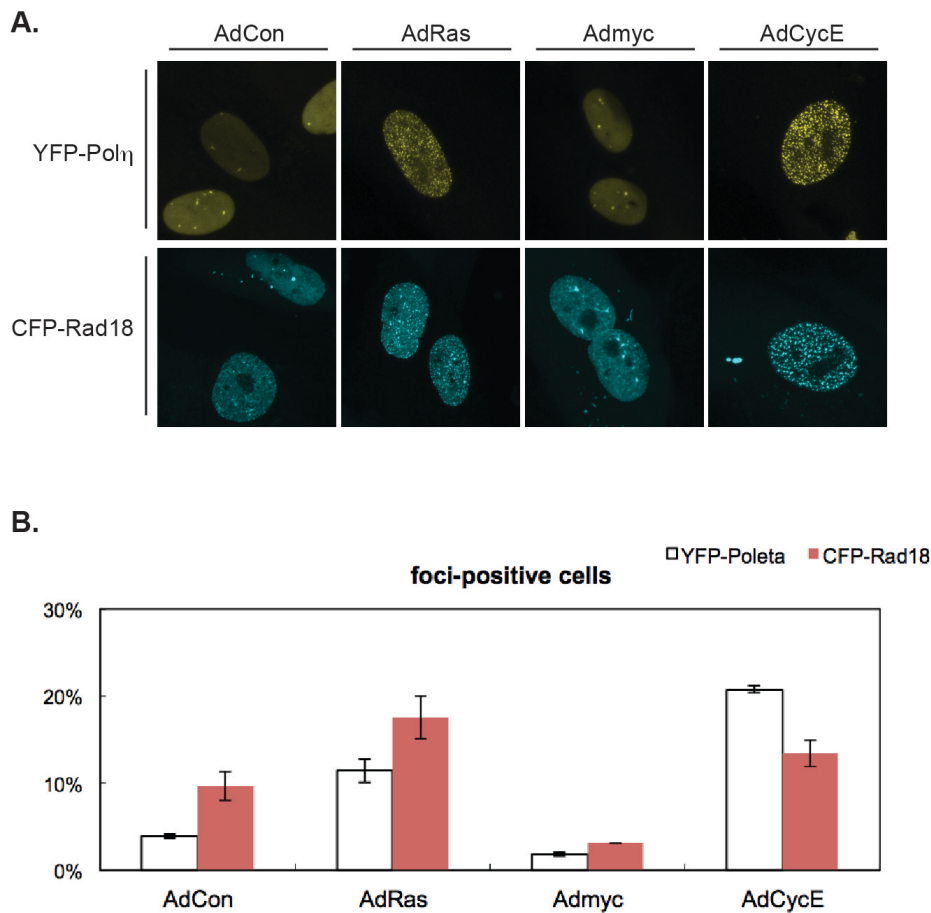 A.
AdCon AdRas Admyc AdCycE
YFP-Polη
CFP-Rad18
B.
YFP-Poleta CFP-Rad18
foci-positive cells
30%
20%
10%
0%
AdCon AdRas Admyc AdCycE